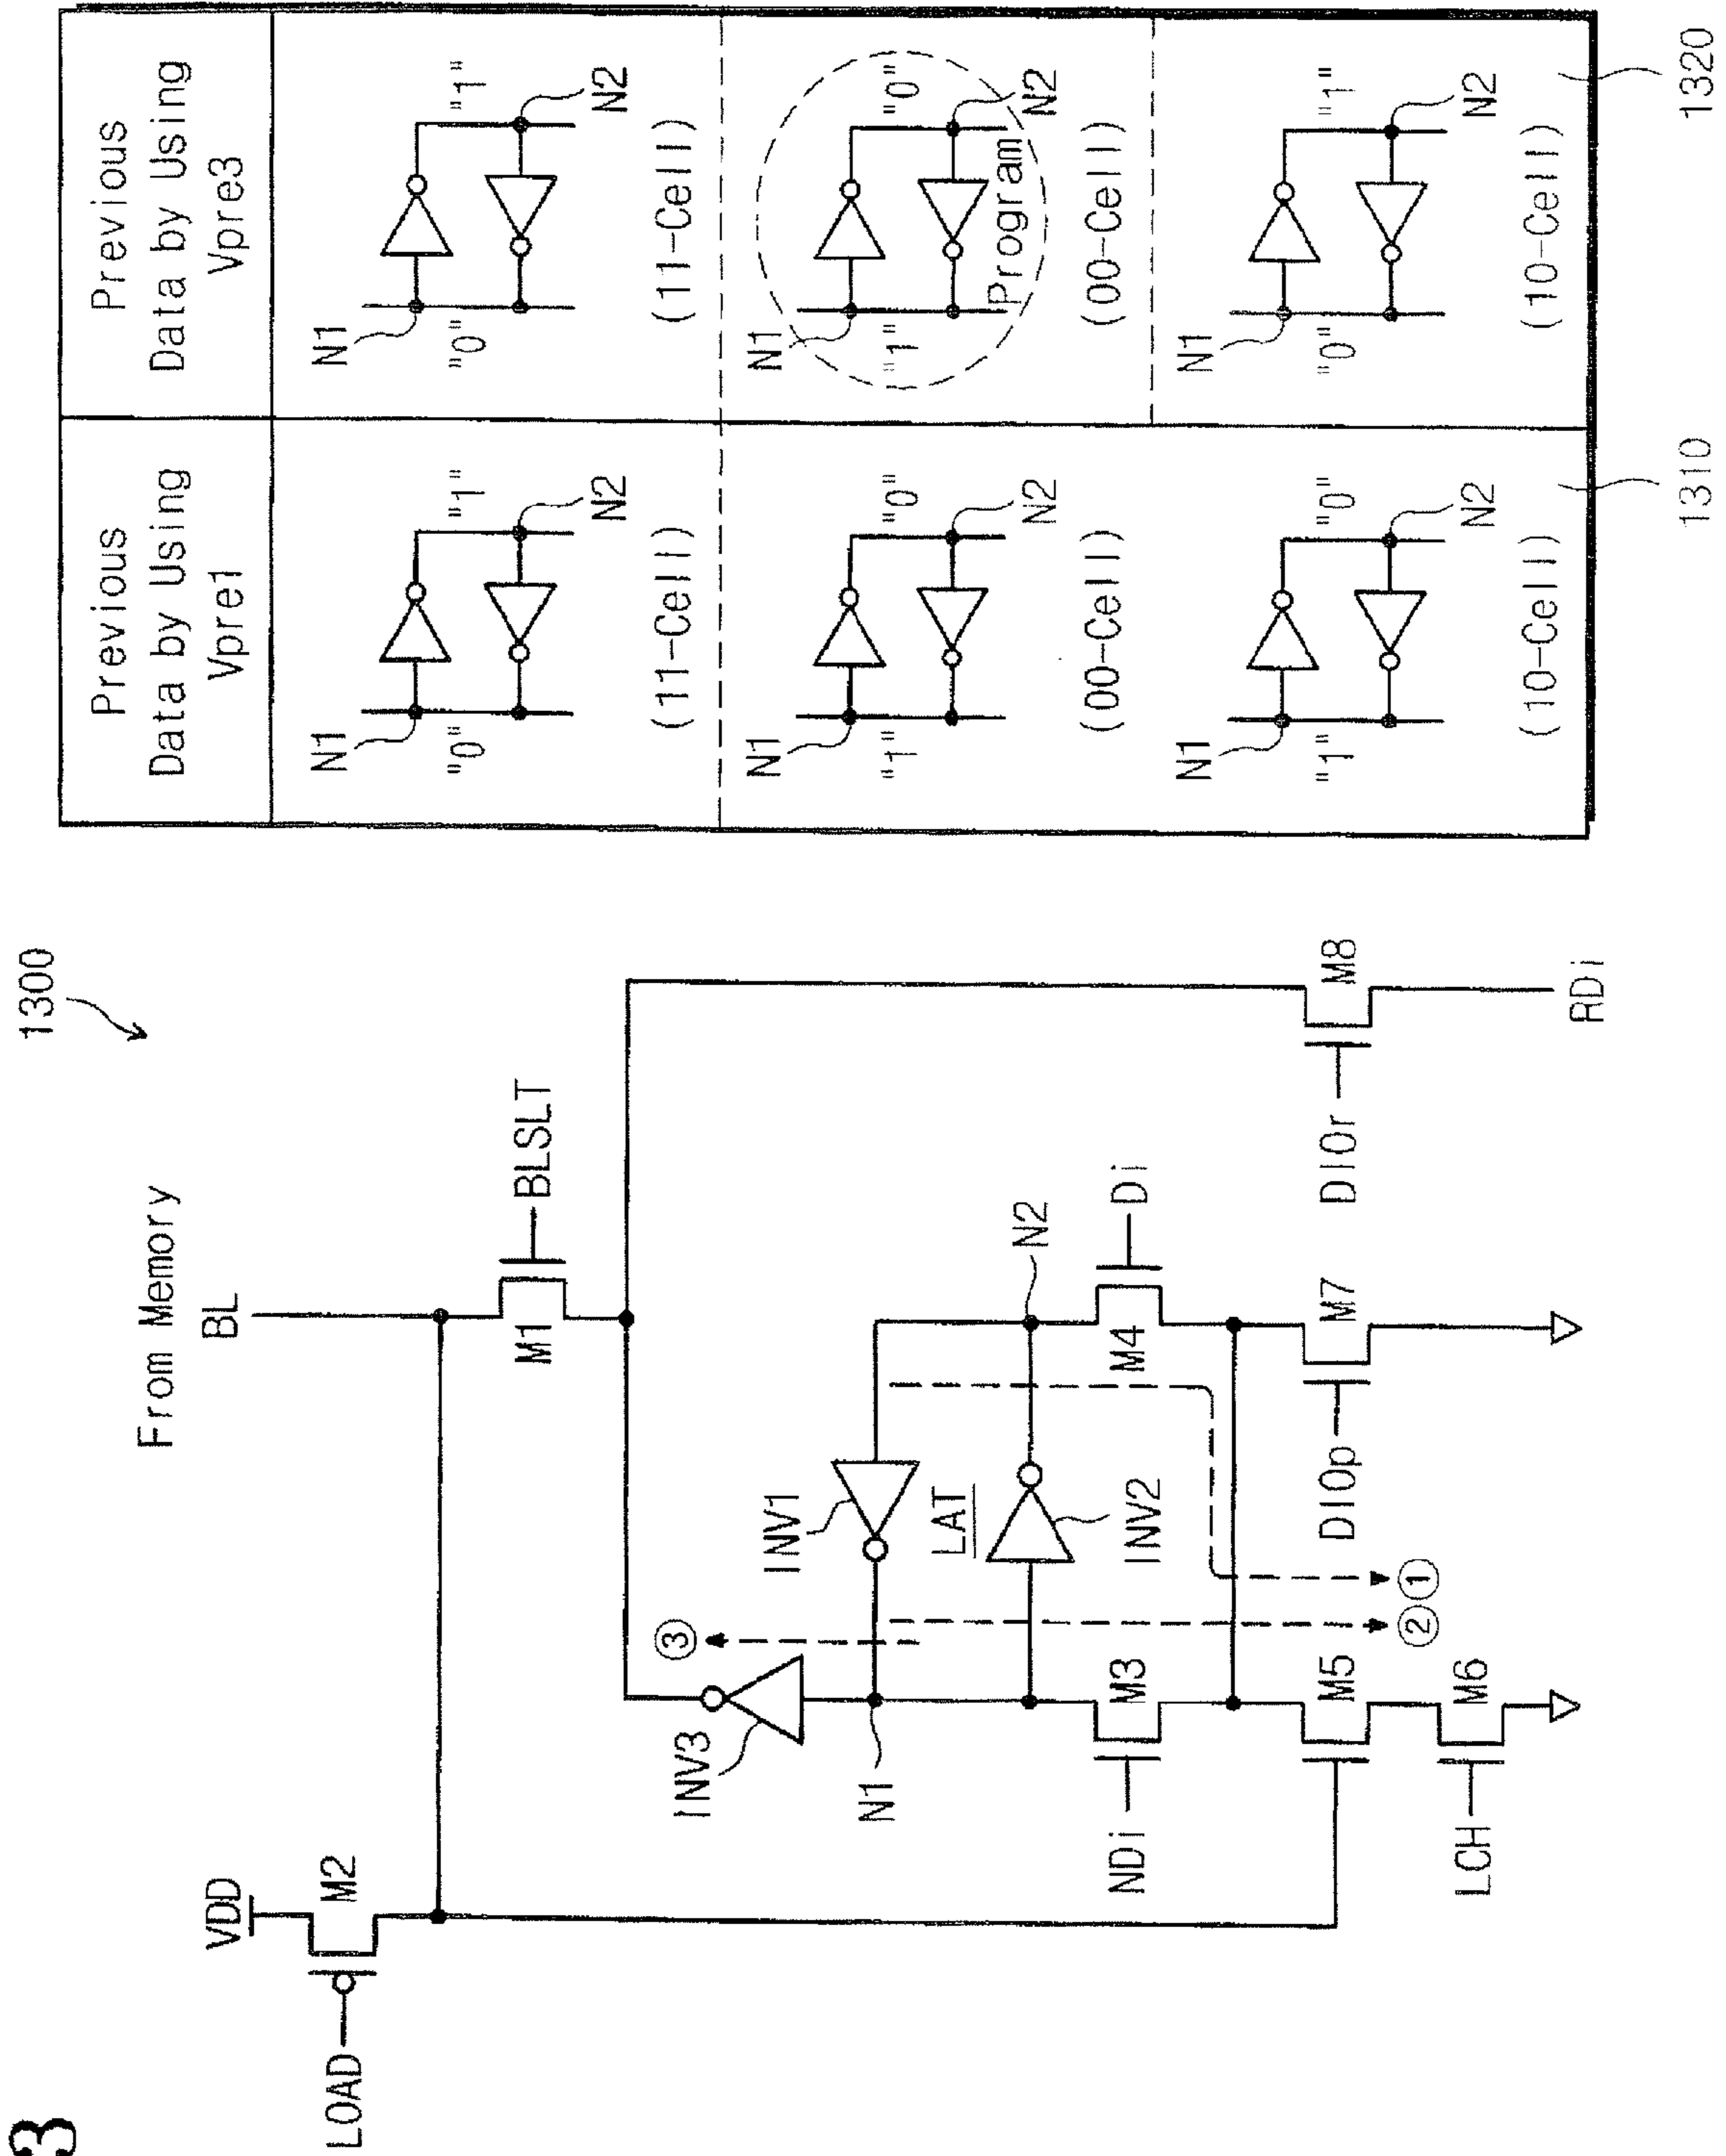 3
1300
From Memory
BL
VDD
LOAD
M2
M1
BLSLT
INV3
③
INV1
N1
LAT
INV2
N2
NDi
M3
M4
Di
②
①
M5
DIOp
M7
DIOr
M8
LCH
M6
RDi
Previous
Data by Using
Vpre1
Previous
Data by Using
Vpre3
N1
"0"
"1"
N2
(11-Cell)
N1
"0"
"1"
N2
(11-Cell)
N1
"1"
"0"
N2
(00-Cell)
N1
"1"
"0"
N2
Program
(00-Cell)
N1
"1"
"0"
N2
(10-Cell)
N1
"0"
"1"
N2
(10-Cell)
1310
1320